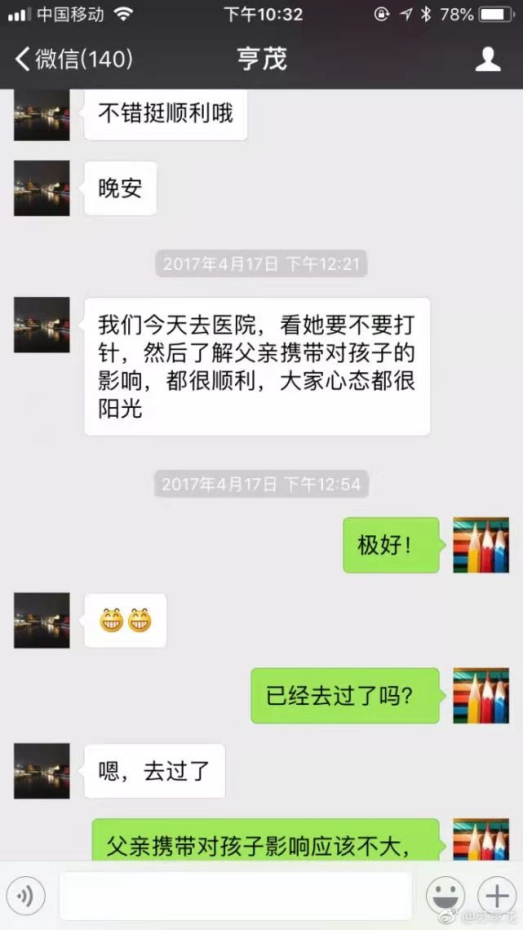 中国移动
下午10:32
78%
微信(140)
亨茂
不错挺顺利哦
晚安
2017年4月17日 下午12:21
我们今天去医院，看她要不要打
针，然后了解父亲携带对孩子的
影响，都很顺利，大家心态都很
阳光
2017年4月17日 下午12:54
极好！
已经去过了吗？
嗯，去过了
父亲携带对孩子影响应该不大，